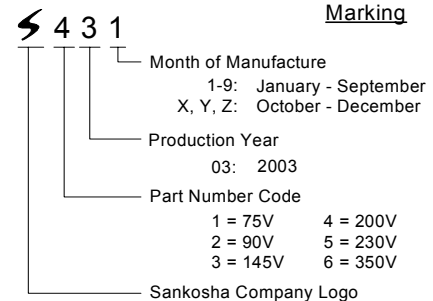 Marking
4 3 1
Month of Manufacture
1-9: January - September
X, Y, Z: October - December
Production Year
03: 2003
Part Number Code
1 = 75V 4 = 200V
2 = 90V 5 = 230V
3 = 145V 6 = 350V
Sankosha Company Logo